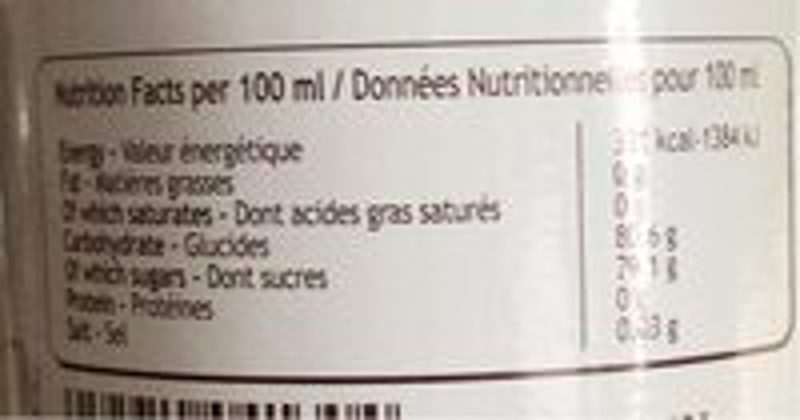 Nutrition Facts per 100 ml / Données Nutritionnelles pour 100 ml
Energy - Valeur énergétique kcal-1384 kJ
Fat - Matières grasses
Of which saturates - Dont acides gras saturés
Carbohydrate - Glucides
Of which sugars - Dont sucres
Protein - Protéines
Salt - Sel